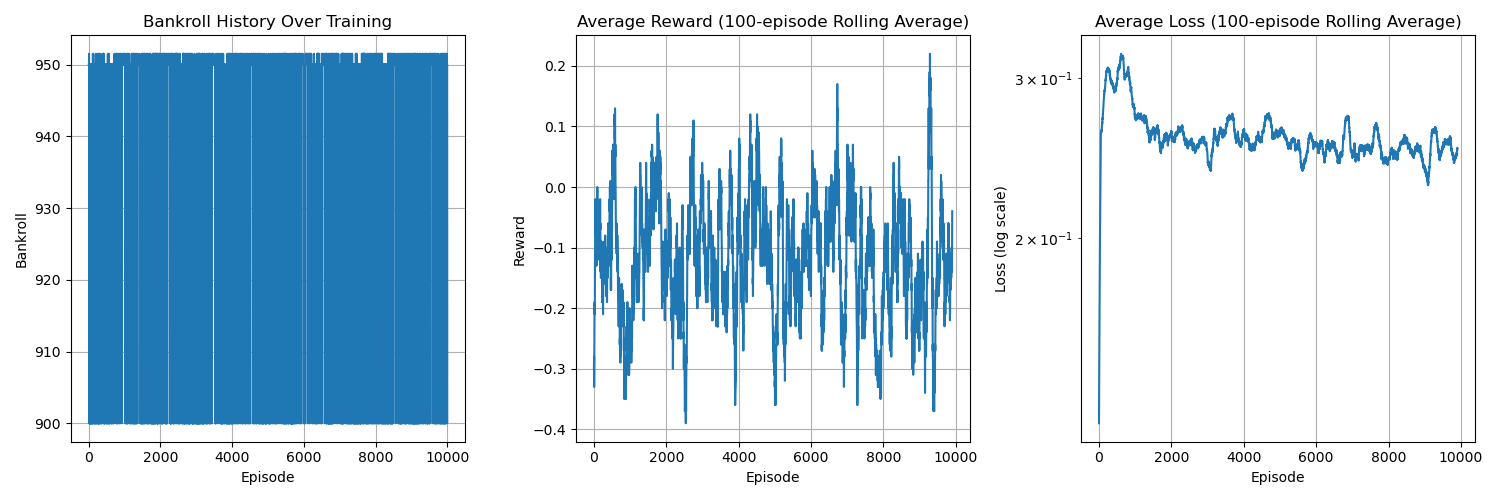 Bankroll History Over Training
Bankroll
950
940
930
920
910
900
0 2000 4000 6000 8000 10000
Episode
Average Reward (100-episode Rolling Average)
Reward
0.2
0.1
0.0
−0.1
−0.2
−0.3
−0.4
0 2000 4000 6000 8000 10000
Episode
Average Loss (100-episode Rolling Average)
Loss (log scale)
3 × 10⁻¹
2 × 10⁻¹
0 2000 4000 6000 8000 10000
Episode